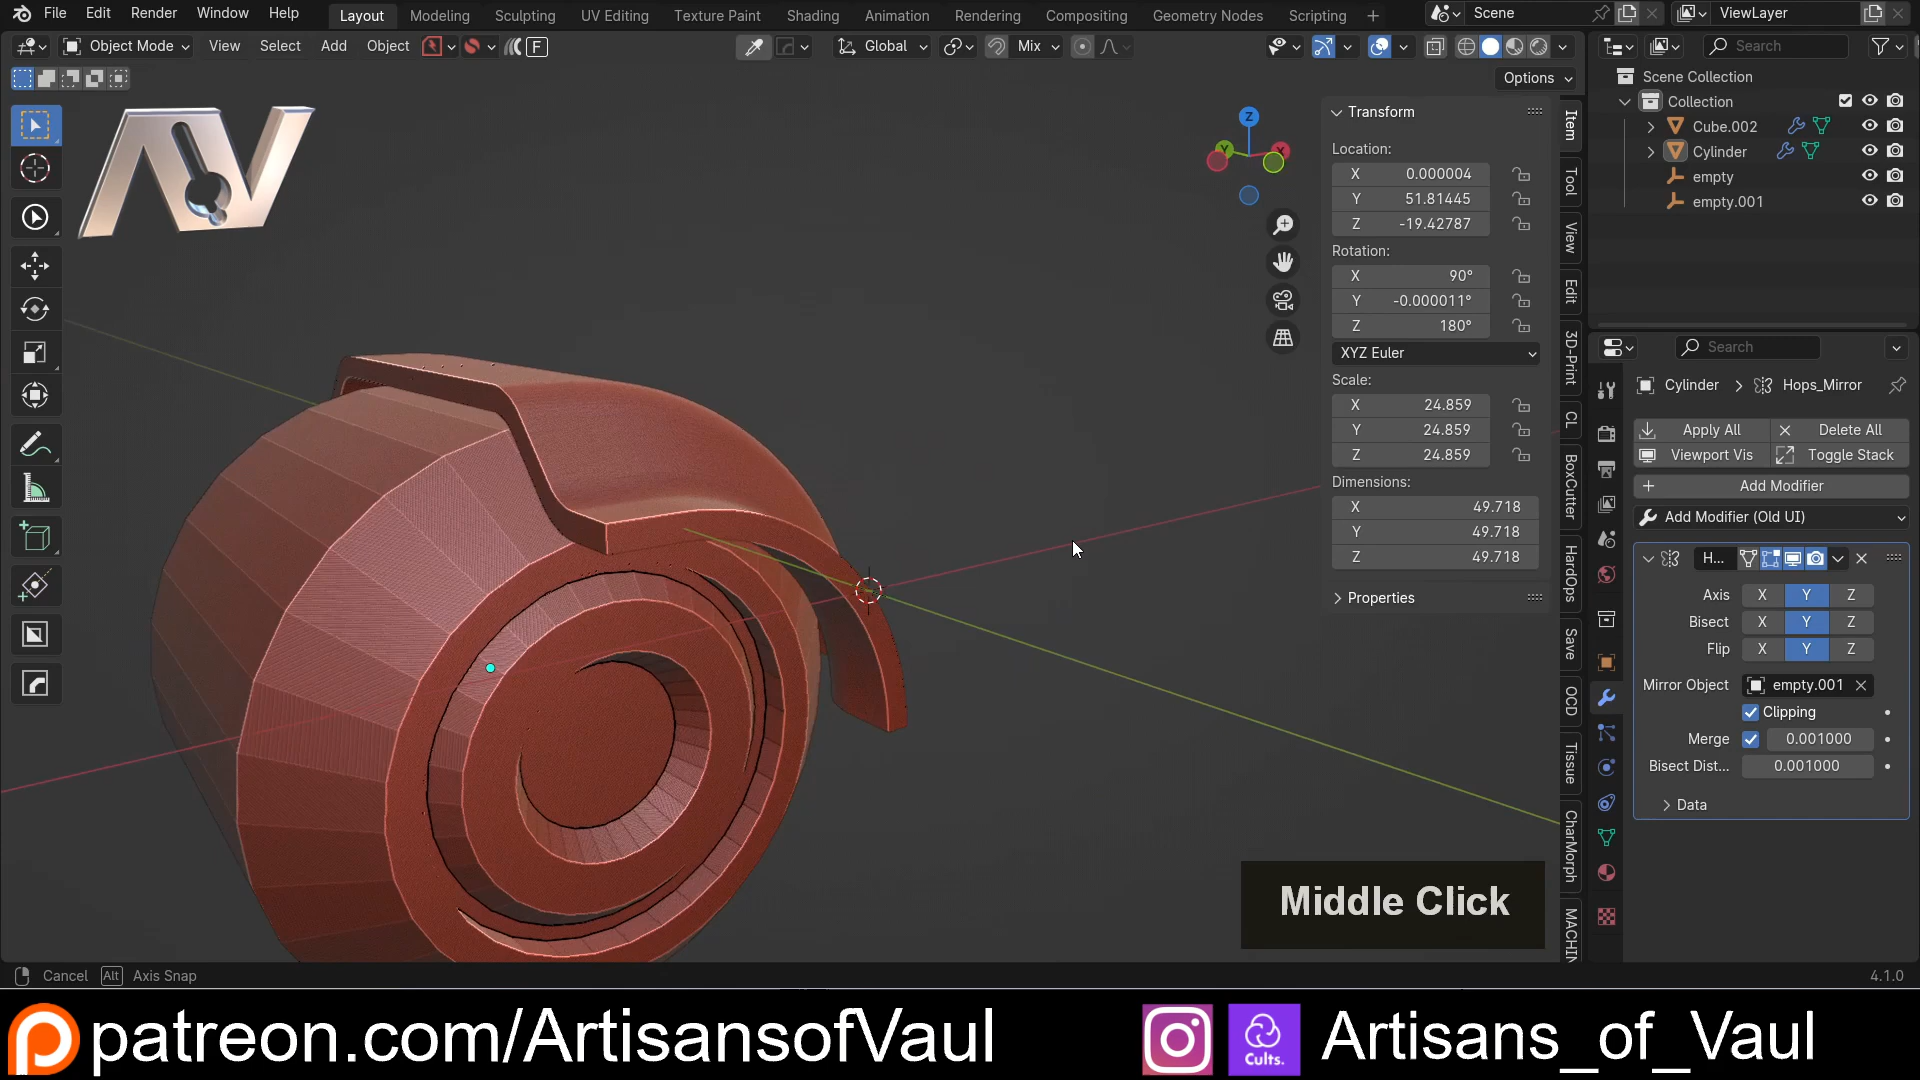 File Edit Render Window Help Layout Modeling Sculpting UV Editing Texture Paint Shading Animation Rendering Compositing Geometry Nodes Scripting + Scene ViewLayer
Object Mode View Select Add Object F Global Mix Search
Options
Scene Collection
Collection
Cube.002
Cylinder
empty
empty.001
Z
Y
X
Transform
Location:
X 0.000004
Y 51.81445
Z -19.42787
Rotation:
X 90°
Y -0.000011°
Z 180°
XYZ Euler
Scale:
X 24.859
Y 24.859
Z 24.859
Dimensions:
X 49.718
Y 49.718
Z 49.718
Properties
Item
Tool
View
Edit
3D-Print
CL
BoxCutter
HardOps
Save
OCD
Tissue
CharMorph
MACHIN
Search
Cylinder > Hops_Mirror
Apply All Delete All
Viewport Vis Toggle Stack
Add Modifier
Add Modifier (Old UI)
H...
Axis X Y Z
Bisect X Y Z
Flip X Y Z
Mirror Object empty.001
Clipping
Merge 0.001000
Bisect Dist... 0.001000
Data
Middle Click
Cancel Alt Axis Snap 4.1.0
patreon.com/ArtisansofVaul Cults. Artisans_of_Vaul